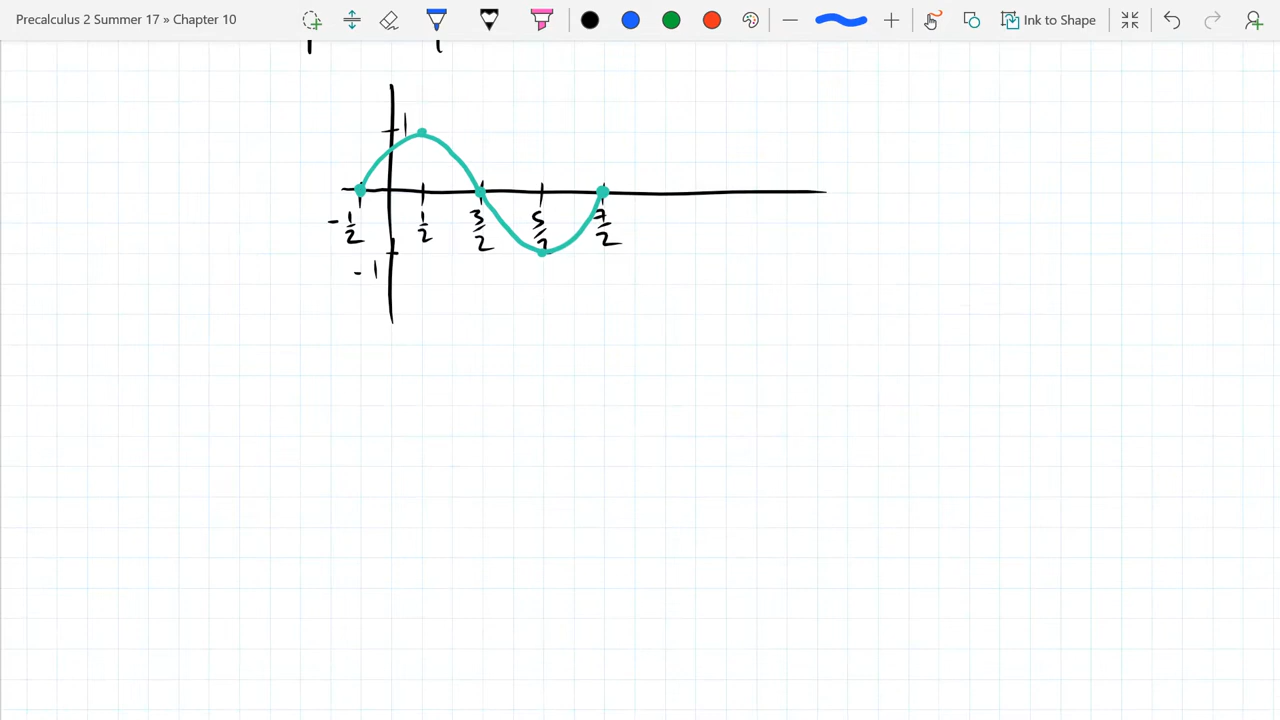 Precalculus 2 Summer 17 » Chapter 10
Ink to Shape
1
-1/2 1/2 3/2 5/2 7/2
-1